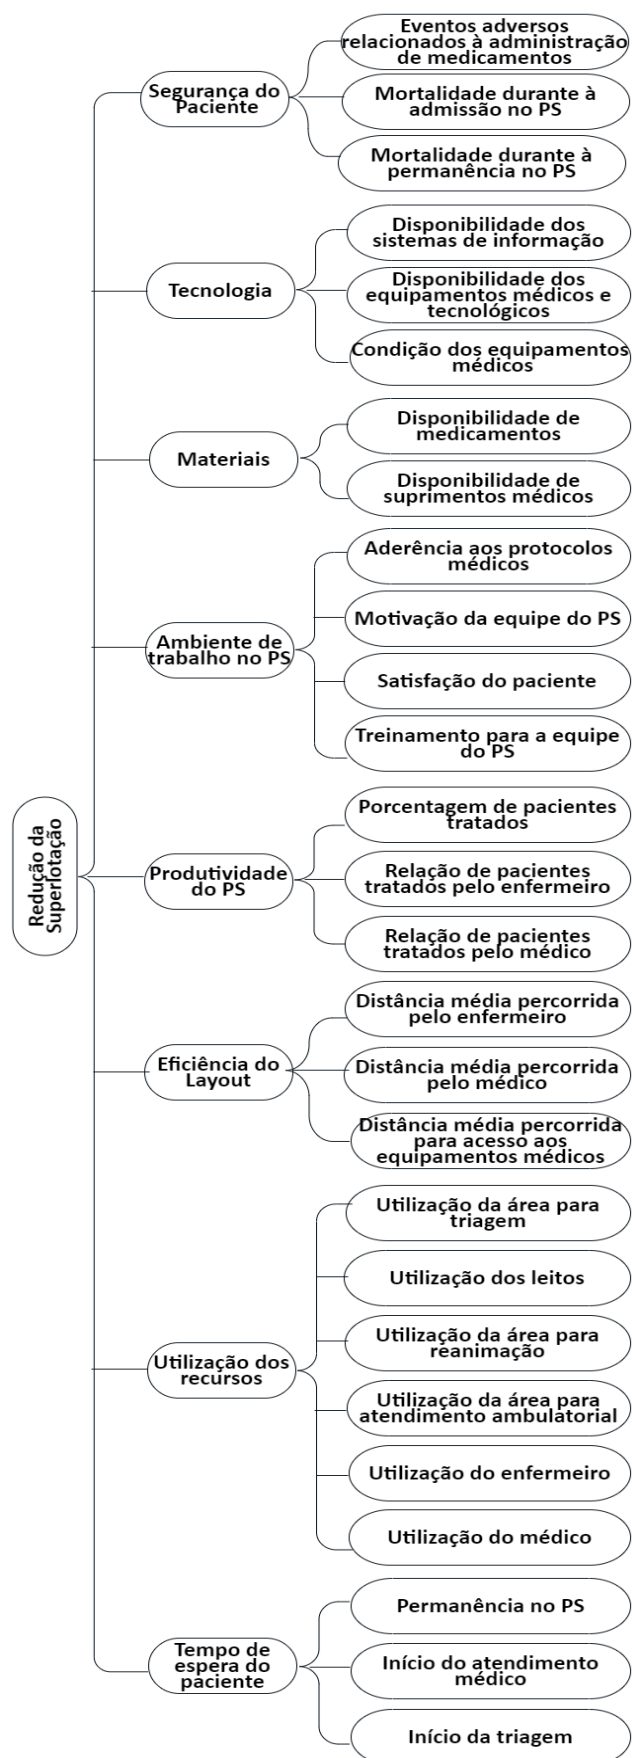 Redução da
Superlotação
Segurança do
Paciente
Eventos adversos
relacionados à administração
de medicamentos
Mortalidade durante à
admissão no PS
Mortalidade durante à
permanência no PS
Tecnologia
Disponibilidade dos
sistemas de informação
Disponibilidade dos
equipamentos médicos e
tecnológicos
Condição dos equipamentos
médicos
Materiais
Disponibilidade de
medicamentos
Disponibilidade de
suprimentos médicos
Ambiente de
trabalho no PS
Aderência aos protocolos
médicos
Motivação da equipe do PS
Satisfação do paciente
Treinamento para a equipe
do PS
Produtividade
do PS
Porcentagem de pacientes
tratados
Relação de pacientes
tratados pelo enfermeiro
Relação de pacientes
tratados pelo médico
Eficiência do
Layout
Distância média percorrida
pelo enfermeiro
Distância média percorrida
pelo médico
Distância média percorrida
para acesso aos
equipamentos médicos
Utilização dos
recursos
Utilização da área para
triagem
Utilização dos leitos
Utilização da área para
reanimação
Utilização da área para
atendimento ambulatorial
Utilização do enfermeiro
Utilização do médico
Tempo de
espera do
paciente
Permanência no PS
Início do atendimento
médico
Início da triagem